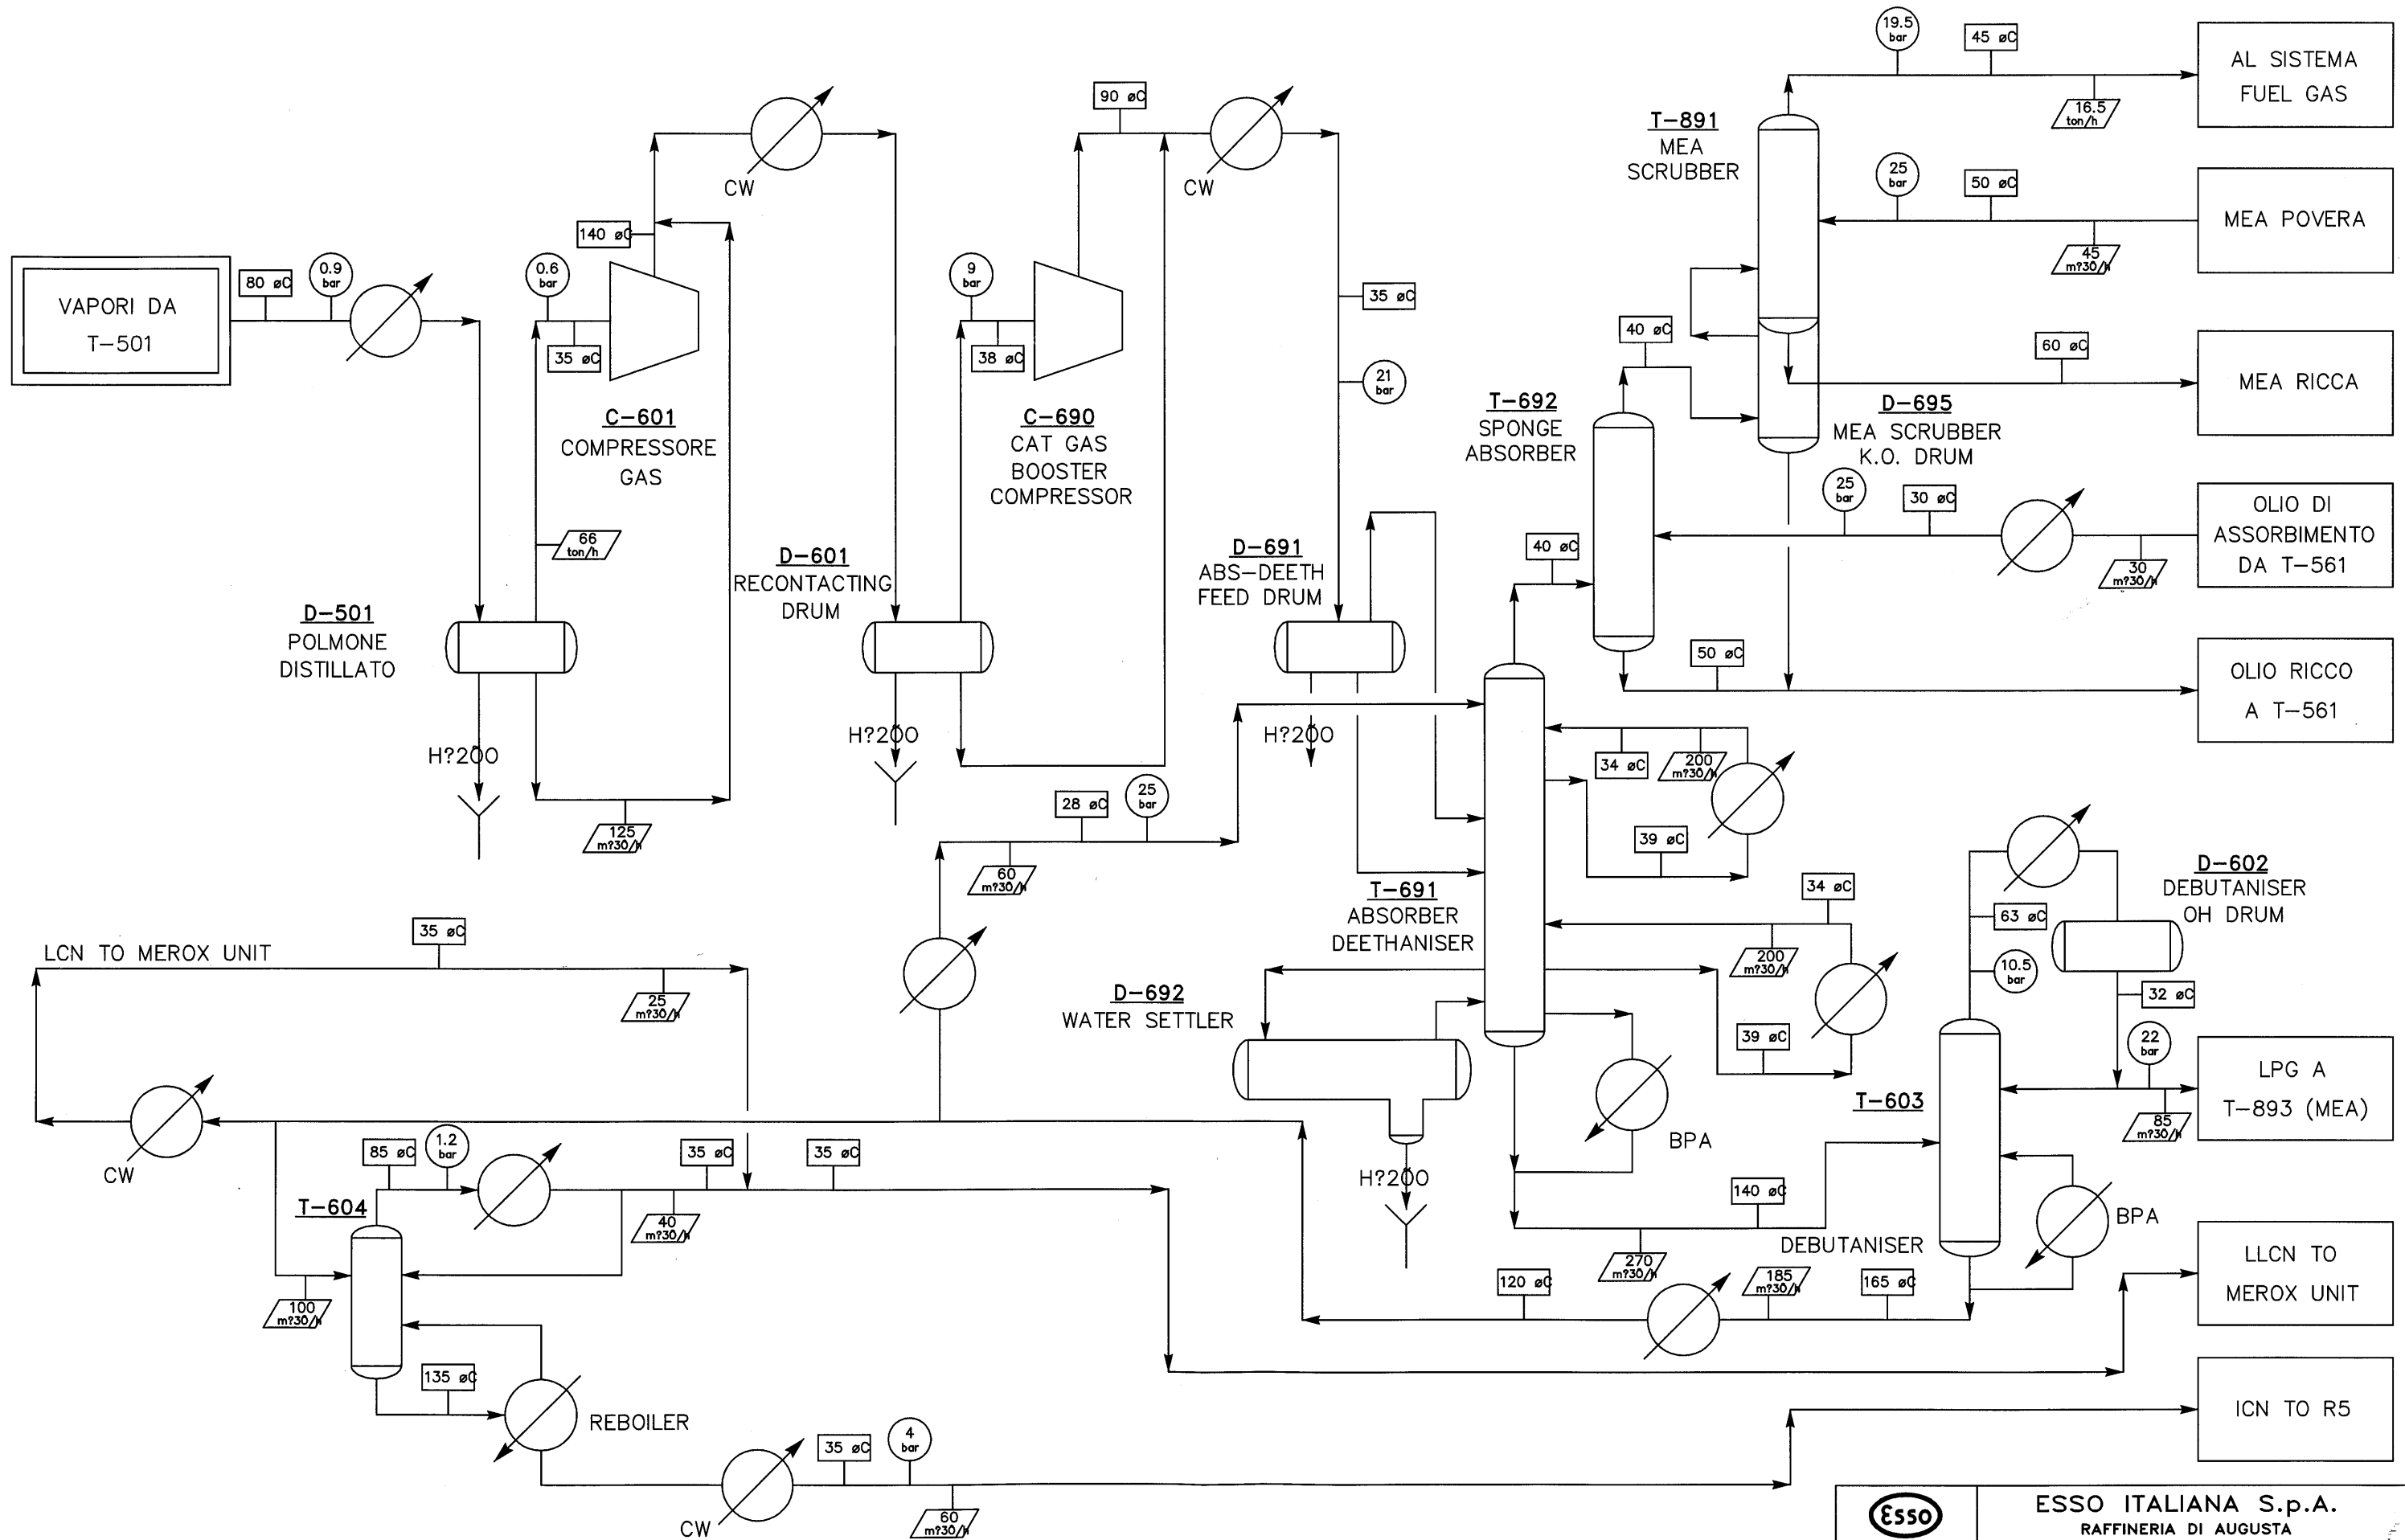 19.5
bar
45 øC
AL SISTEMA
FUEL GAS
16.5
ton/h
T-891
MEA
SCRUBBER
90 øC
CW
CW
25
bar
50 øC
MEA POVERA
45
m?30/h
140 øC
VAPORI DA
T-501
80 øC
0.9
bar
0.6
bar
35 øC
9
bar
38 øC
35 øC
21
bar
40 øC
60 øC
MEA RICCA
C-601
COMPRESSORE
GAS
C-690
CAT GAS
BOOSTER
COMPRESSOR
T-692
SPONGE
ABSORBER
D-695
MEA SCRUBBER
K.O. DRUM
25
bar
30 øC
OLIO DI
ASSORBIMENTO
DA T-561
30
m?30/h
66
ton/h
D-601
RECONTACTING
DRUM
D-691
ABS-DEETH
FEED DRUM
40 øC
D-501
POLMONE
DISTILLATO
50 øC
OLIO RICCO
A T-561
H?20O
H?20O
H?20O
34 øC
200
m?30/h
125
m?30/h
28 øC
25
bar
60
m?30/h
39 øC
T-691
ABSORBER
DEETHANISER
34 øC
200
m?30/h
D-602
DEBUTANISER
OH DRUM
63 øC
10.5
bar
32 øC
35 øC
LCN TO MEROX UNIT
25
m?30/h
D-692
WATER SETTLER
39 øC
22
bar
LPG A
T-893 (MEA)
85
m?30/h
T-603
BPA
CW
85 øC
1.2
bar
35 øC
35 øC
40
m?30/h
T-604
H?20O
140 øC
270
m?30/h
DEBUTANISER
BPA
LLCN TO
MEROX UNIT
100
m?30/h
120 øC
185
m?30/h
165 øC
135 øC
REBOILER
ICN TO R5
35 øC
4
bar
CW
60
m?30/h
Esso
ESSO ITALIANA S.p.A.
RAFFINERIA DI AUGUSTA